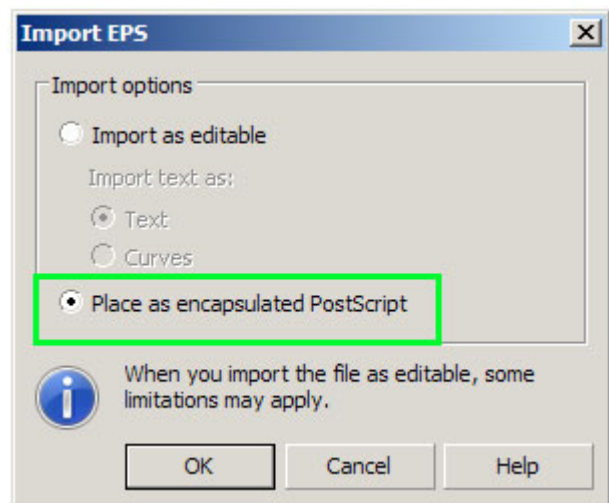 Import EPS
Import options
Import as editable
Import text as:
Text
Curves
Place as encapsulated PostScript
When you import the file as editable, some
limitations may apply.
OK Cancel Help